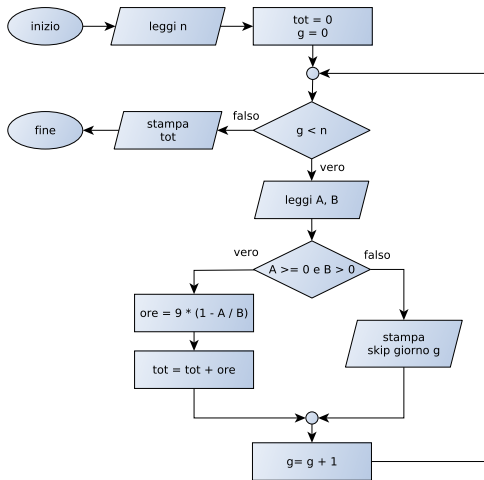 inizio
leggi n
tot = 0
g = 0
fine
stampa
tot
falso
g < n
vero
leggi A, B
vero
A >= 0 e B > 0
falso
ore = 9 * (1 - A / B)
stampa
skip giorno g
tot = tot + ore
g= g + 1